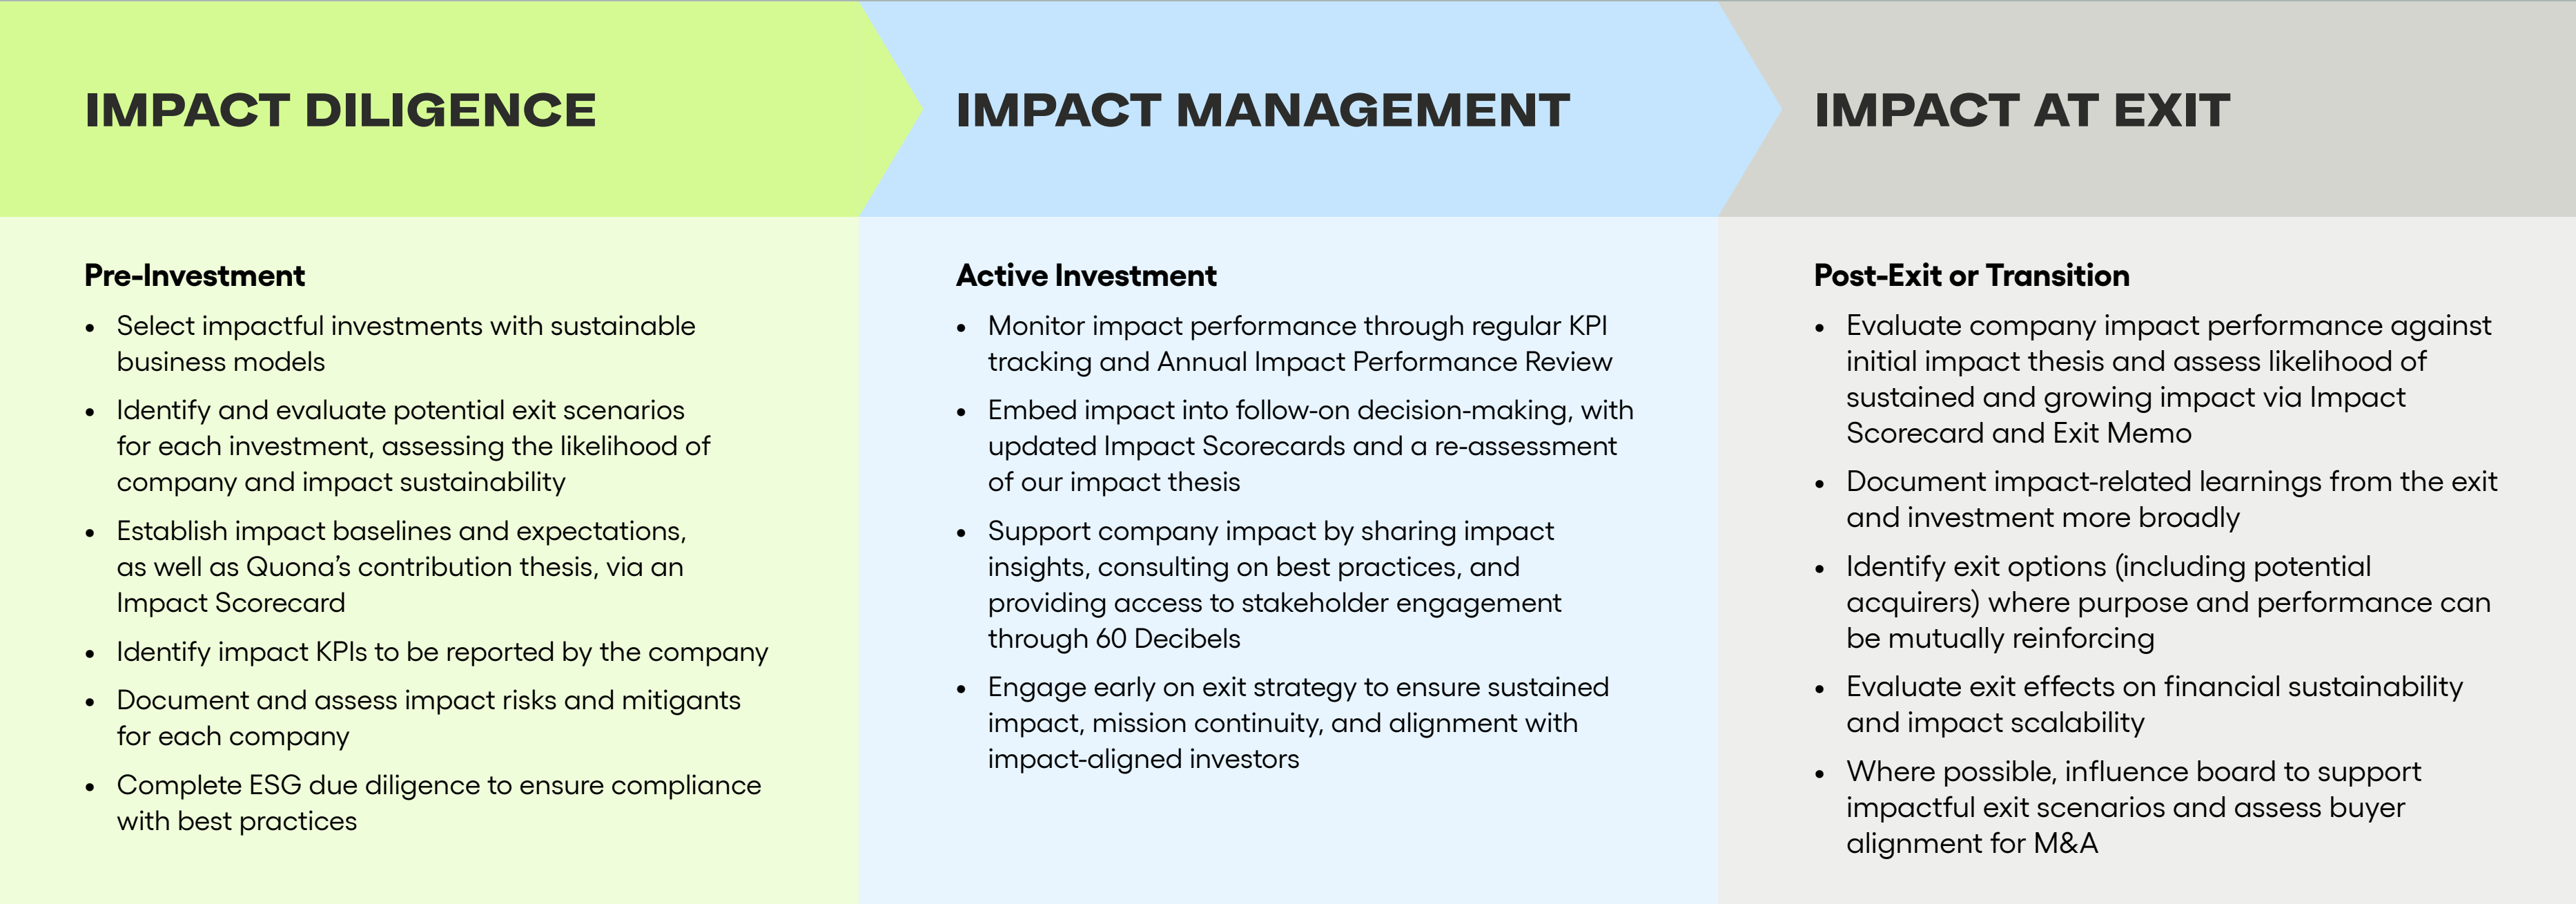 IMPACT DILIGENCE
IMPACT MANAGEMENT
IMPACT AT EXIT
Pre-Investment
• Select impactful investments with sustainable
business models
• Identify and evaluate potential exit scenarios
for each investment, assessing the likelihood of
company and impact sustainability
• Establish impact baselines and expectations,
as well as Quona’s contribution thesis, via an
Impact Scorecard
• Identify impact KPIs to be reported by the company
• Document and assess impact risks and mitigants
for each company
• Complete ESG due diligence to ensure compliance
with best practices
Active Investment
• Monitor impact performance through regular KPI
tracking and Annual Impact Performance Review
• Embed impact into follow-on decision-making, with
updated Impact Scorecards and a re-assessment
of our impact thesis
• Support company impact by sharing impact
insights, consulting on best practices, and
providing access to stakeholder engagement
through 60 Decibels
• Engage early on exit strategy to ensure sustained
impact, mission continuity, and alignment with
impact-aligned investors
Post-Exit or Transition
• Evaluate company impact performance against
initial impact thesis and assess likelihood of
sustained and growing impact via Impact
Scorecard and Exit Memo
• Document impact-related learnings from the exit
and investment more broadly
• Identify exit options (including potential
acquirers) where purpose and performance can
be mutually reinforcing
• Evaluate exit effects on financial sustainability
and impact scalability
• Where possible, influence board to support
impactful exit scenarios and assess buyer
alignment for M&A